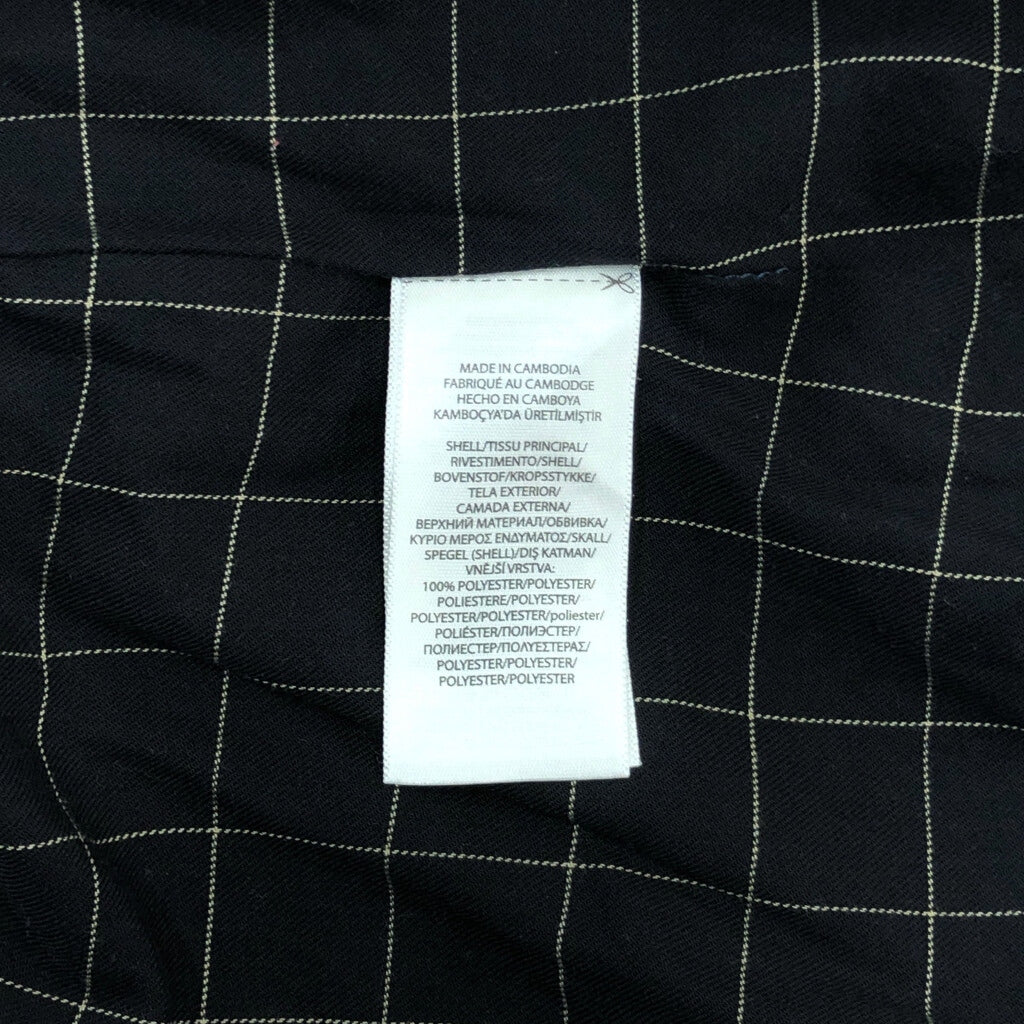 MADE IN CAMBODIA
FABRIQUÉ AU CAMBODGE
HECHO EN CAMBOYA
KAMBOÇYA'DA ÜRETİLMİŞTİR
SHELL/TISSU PRINCIPAL/
RIVESTIMENTO/SHELL/
BOVENSTOF/KROPSSTYKKE/
TELA EXTERIOR/
CAMADA EXTERNA/
ВЕРХНИЙ МАТЕРИАЛ/ОБВИВКА/
ΚΥΡΙΟ ΜΕΡΟΣ ΕΝΔΥΜΑΤΟΣ/SKALL/
SPEGEL (SHELL)/DIŞ KATMAN/
VNĚJŠÍ VRSTVA:
100% POLYESTER/POLYESTER/
POLIESTERE/POLYESTER/
POLYESTER/POLYESTER/poliester/
POLIÉSTER/ПОЛИЭСТЕР/
ПОЛИЕСТЕР/ΠΟΛΥΕΣΤΕΡΑΣ/
POLYESTER/POLYESTER/
POLYESTER/POLYESTER